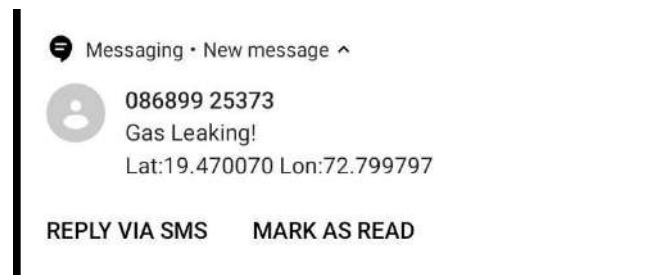 Messaging • New message ^
086899 25373
Gas Leaking!
Lat:19.470070 Lon:72.799797
REPLY VIA SMS MARK AS READ